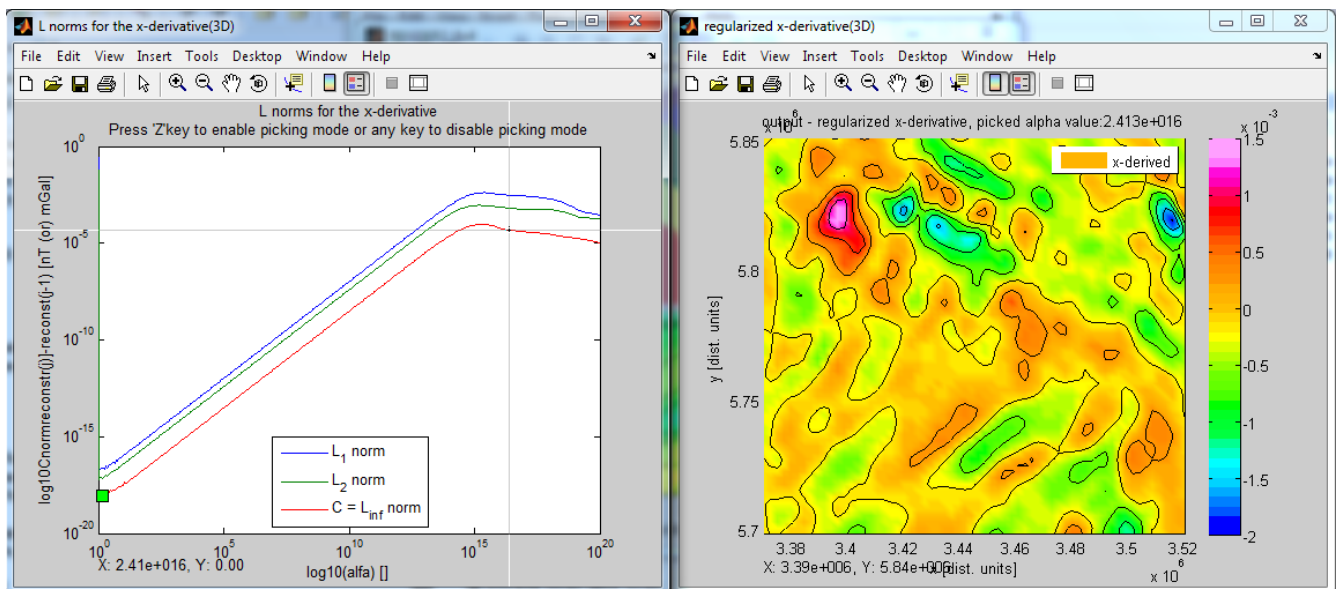 L norms for the x-derivative(3D)
File Edit View Insert Tools Desktop Window Help
L norms for the x-derivative
Press 'Z'key to enable picking mode or any key to disable picking mode
log10Cnormreconstr(j)}-reconst(j-1) [nT (or) mGal]
10^0
10^-5
10^-10
10^-15
10^-20
L_1 norm
L_2 norm
C = L_inf norm
10^0 10^5 10^10 10^15 10^20
X: 2.41e+016, Y: 0.00
log10(alfa) []
regularized x-derivative(3D)
File Edit View Insert Tools Desktop Window Help
output - regularized x-derivative, picked alpha value:2.413e+016
x 10^6
x-derived
y [dist. units]
5.85
5.8
5.75
5.7
3.38 3.4 3.42 3.44 3.46 3.48 3.5 3.52
X: 3.39e+006, Y: 5.84e+006
x [dist. units]
x 10^6
x 10^-3
1.5
1
0.5
0
-0.5
-1
-1.5
-2